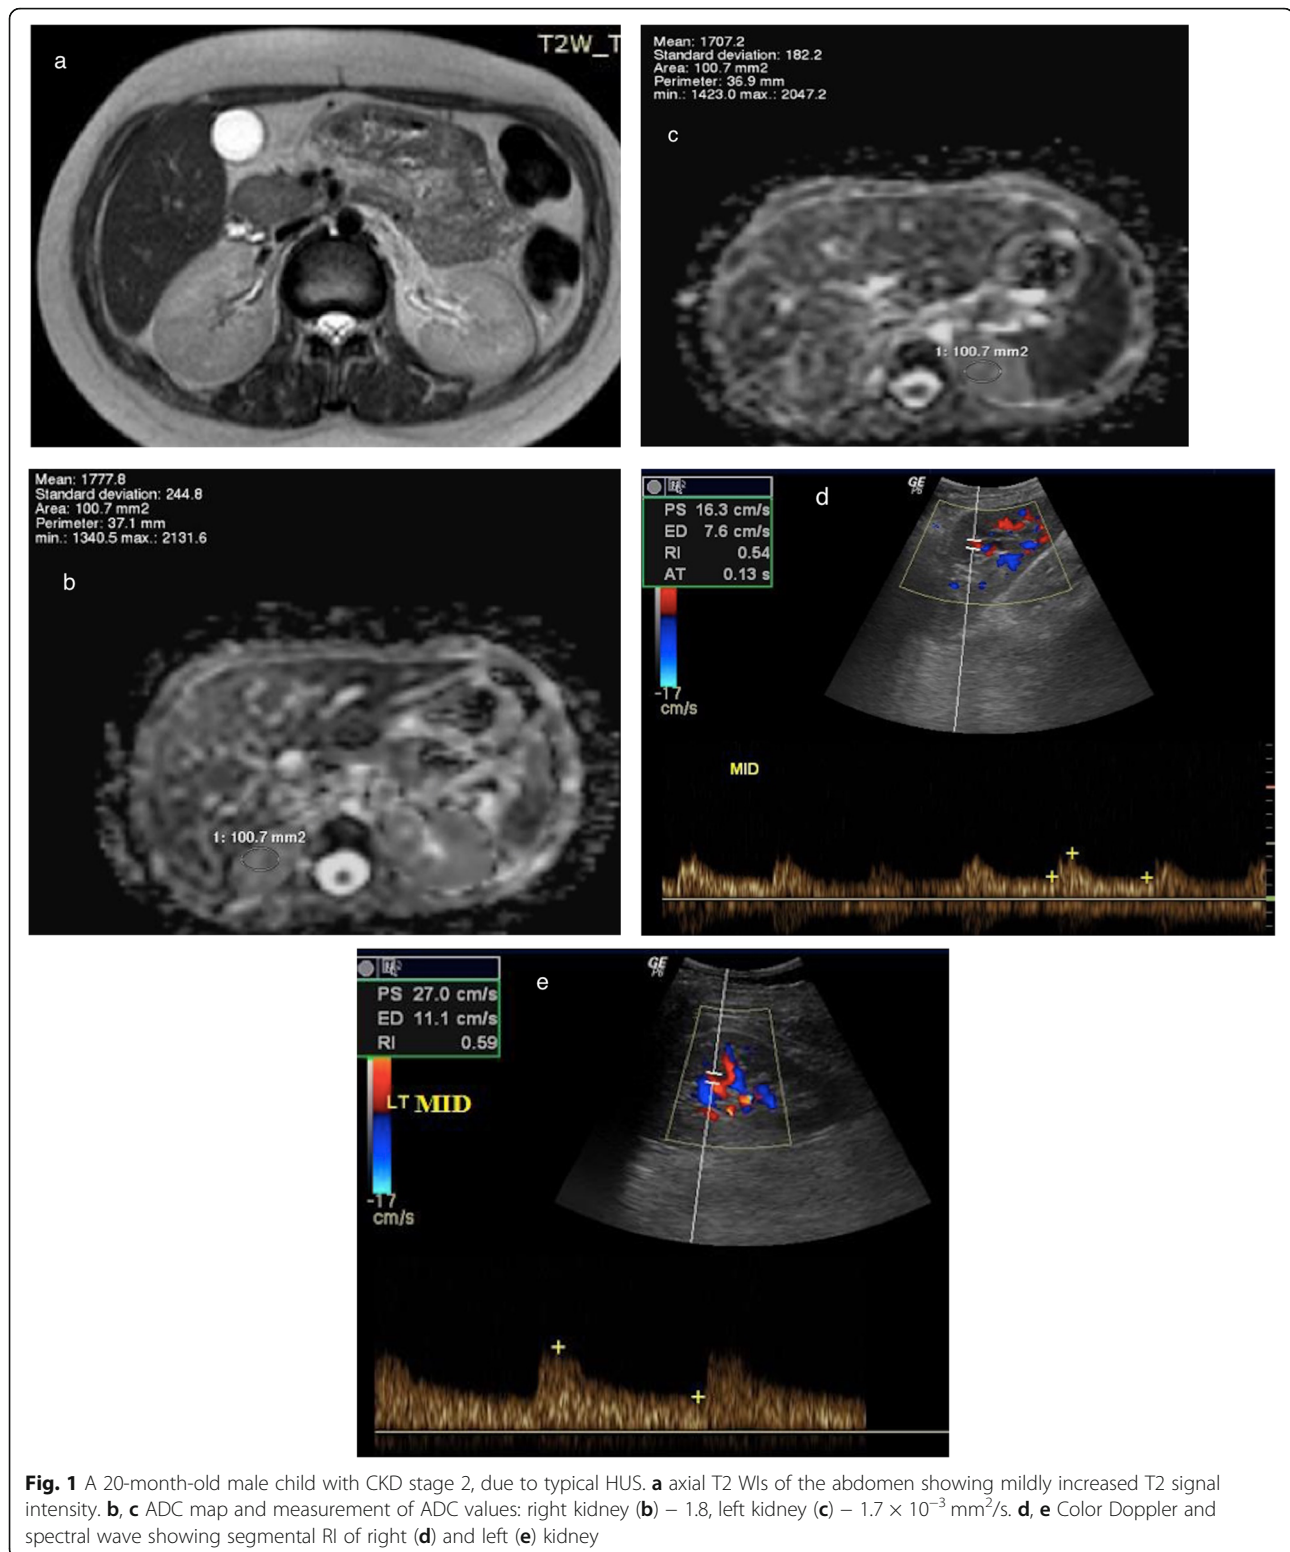 a
T2W_T
Mean: 1707.2
Standard deviation: 182.2
Area: 100.7 mm2
Perimeter: 36.9 mm
min.: 1423.0 max.: 2047.2
c
1: 100.7 mm2
Mean: 1777.8
Standard deviation: 244.8
Area: 100.7 mm2
Perimeter: 37.1 mm
min.: 1340.5 max.: 2131.6
b
1: 100.7 mm2
d
GE
PS 16.3 cm/s
ED 7.6 cm/s
RI 0.54
AT 0.13 s
-17
cm/s
MID
e
GE
PS 27.0 cm/s
ED 11.1 cm/s
RI 0.59
LT MID
-17
cm/s
Fig. 1 A 20-month-old male child with CKD stage 2, due to typical HUS. a axial T2 WIs of the abdomen showing mildly increased T2 signal
intensity. b, c ADC map and measurement of ADC values: right kidney (b) − 1.8, left kidney (c) − 1.7 × 10⁻³ mm²/s. d, e Color Doppler and
spectral wave showing segmental RI of right (d) and left (e) kidney